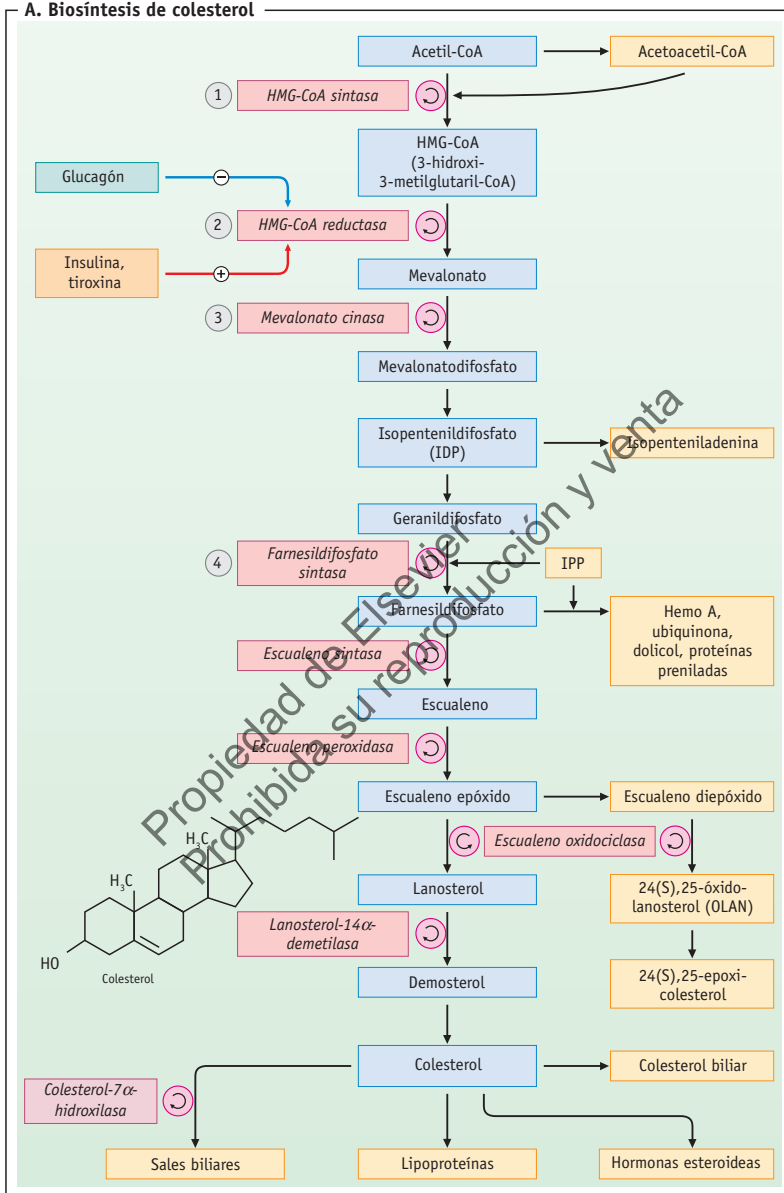 A. Biosíntesis de colesterol
Acetil-CoA
Acetoacetil-CoA
1
HMG-CoA sintasa
HMG-CoA
(3-hidroxi-
3-metilglutaril-CoA)
Glucagón
−
2
HMG-CoA reductasa
Insulina,
tiroxina
+
Mevalonato
3
Mevalonato cinasa
Mevalonatodifosfato
Isopentenildifosfato
(IDP)
Isopenteniladenina
Geranildifosfato
4
Farnesildifosfato
sintasa
IPP
Farnesildifosfato
Hemo A,
ubiquinona,
dolicol, proteínas
preniladas
Escualeno sintasa
Escualeno
Escualeno peroxidasa
Escualeno epóxido
Escualeno diepóxido
Escualeno oxidociclasa
Lanosterol
24(S),25-óxido-
lanosterol (OLAN)
Lanosterol-14α-
demetilasa
H₃C
H₃C
HO
Colesterol
Demosterol
24(S),25-epoxi-
colesterol
Colesterol
Colesterol biliar
Colesterol-7α-
hidroxilasa
Sales biliares
Lipoproteínas
Hormonas esteroideas
Propiedad de Elsevier
Prohibida su reproducción y venta